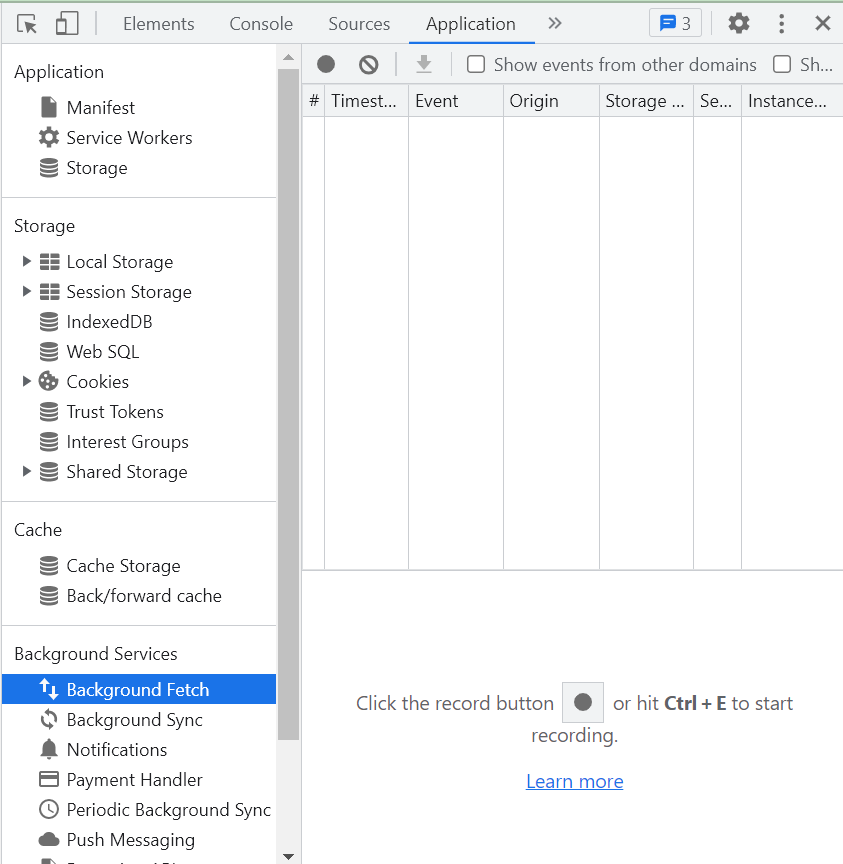 Elements Console Sources Application 3
Application
Manifest
Service Workers
Storage
Storage
Local Storage
Session Storage
IndexedDB
Web SQL
Cookies
Trust Tokens
Interest Groups
Shared Storage
Cache
Cache Storage
Back/forward cache
Background Services
Background Fetch
Background Sync
Notifications
Payment Handler
Periodic Background Sync
Push Messaging
Show events from other domains Sh...
# Timest... Event Origin Storage ... Se... Instance...
Click the record button or hit Ctrl + E to start
recording.
Learn more